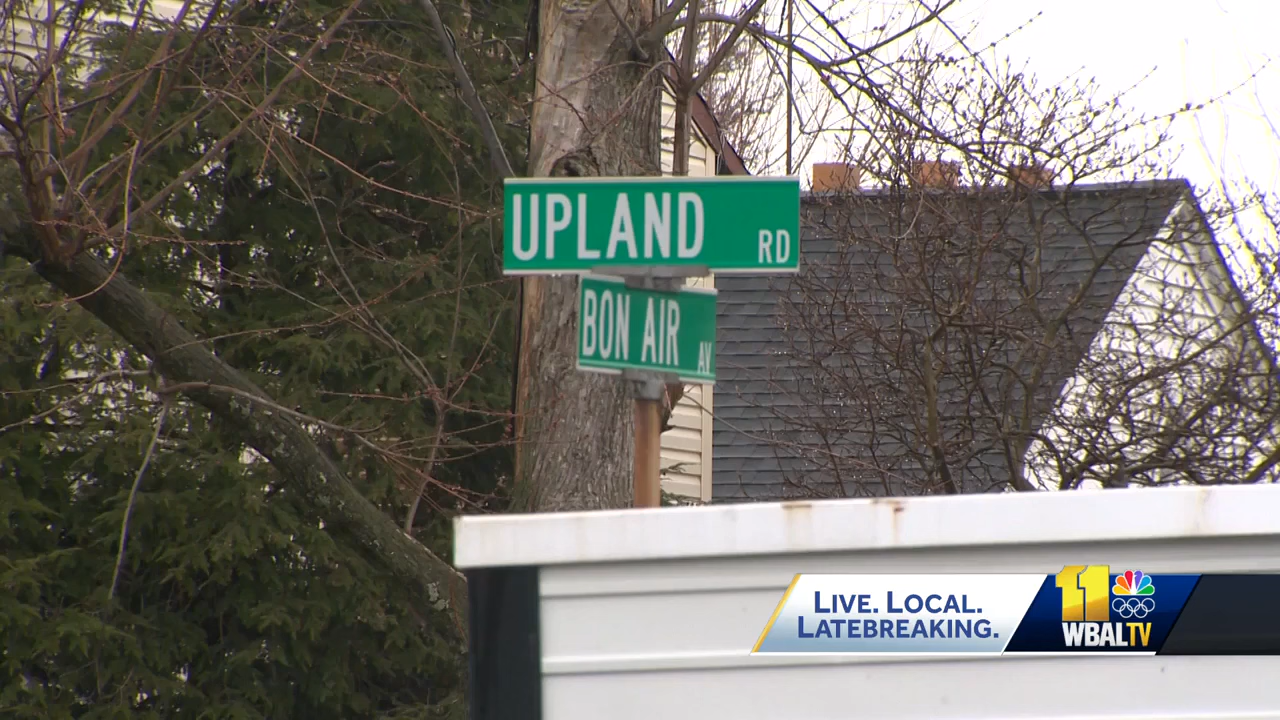 UPLAND RD
BON AIR AV
LIVE. LOCAL.
LATEBREAKING.
11
WBALTV